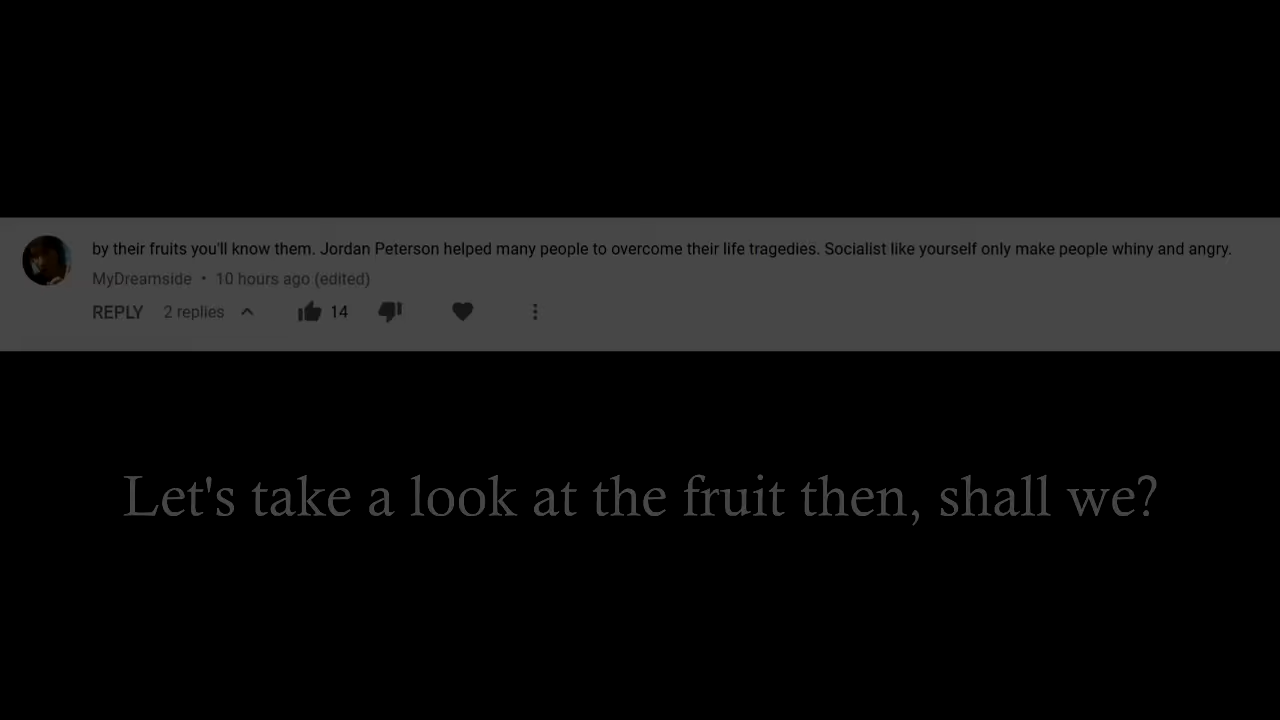 by their fruits you'll know them. Jordan Peterson helped many people to overcome their life tragedies. Socialist like yourself only make people whiny and angry.
MyDreamside • 10 hours ago (edited)
REPLY 2 replies 14
Let's take a look at the fruit then, shall we?